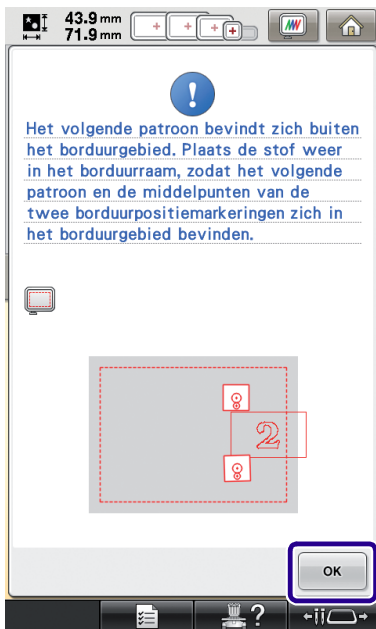 43.9 mm
71.9 mm
Het volgende patroon bevindt zich buiten
het borduurgebied. Plaats de stof weer
in het borduurraam, zodat het volgende
patroon en de middelpunten van de
twee borduurpositiemarkeringen zich in
het borduurgebied bevinden.
2
OK
?